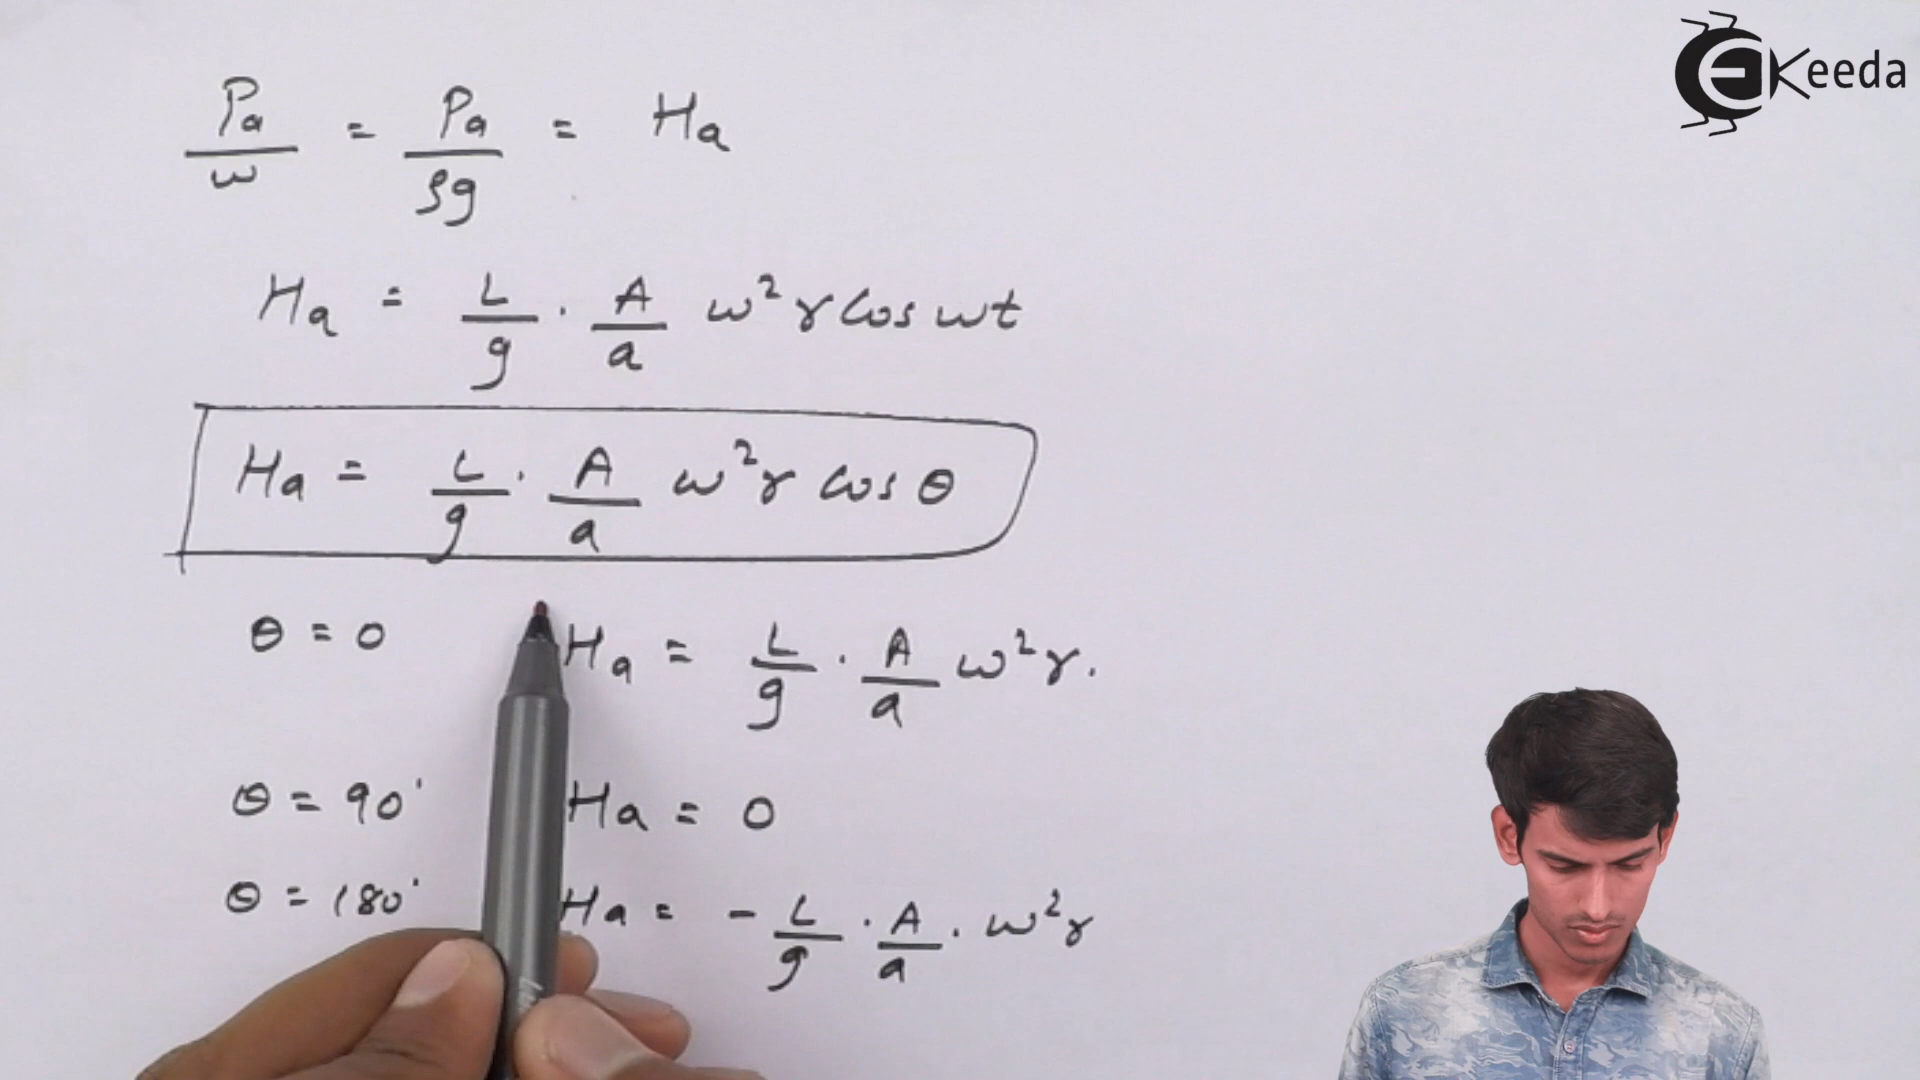 EKeeda
Pa/w = Pa/ρg = Ha
Ha = L/g · A/a ω²r Cos ωt
Ha = L/g · A/a ω²r Cos θ
θ = 0 Ha = L/g · A/a ω²r.
θ = 90° Ha = 0
θ = 180° Ha = - L/g · A/a · ω²r